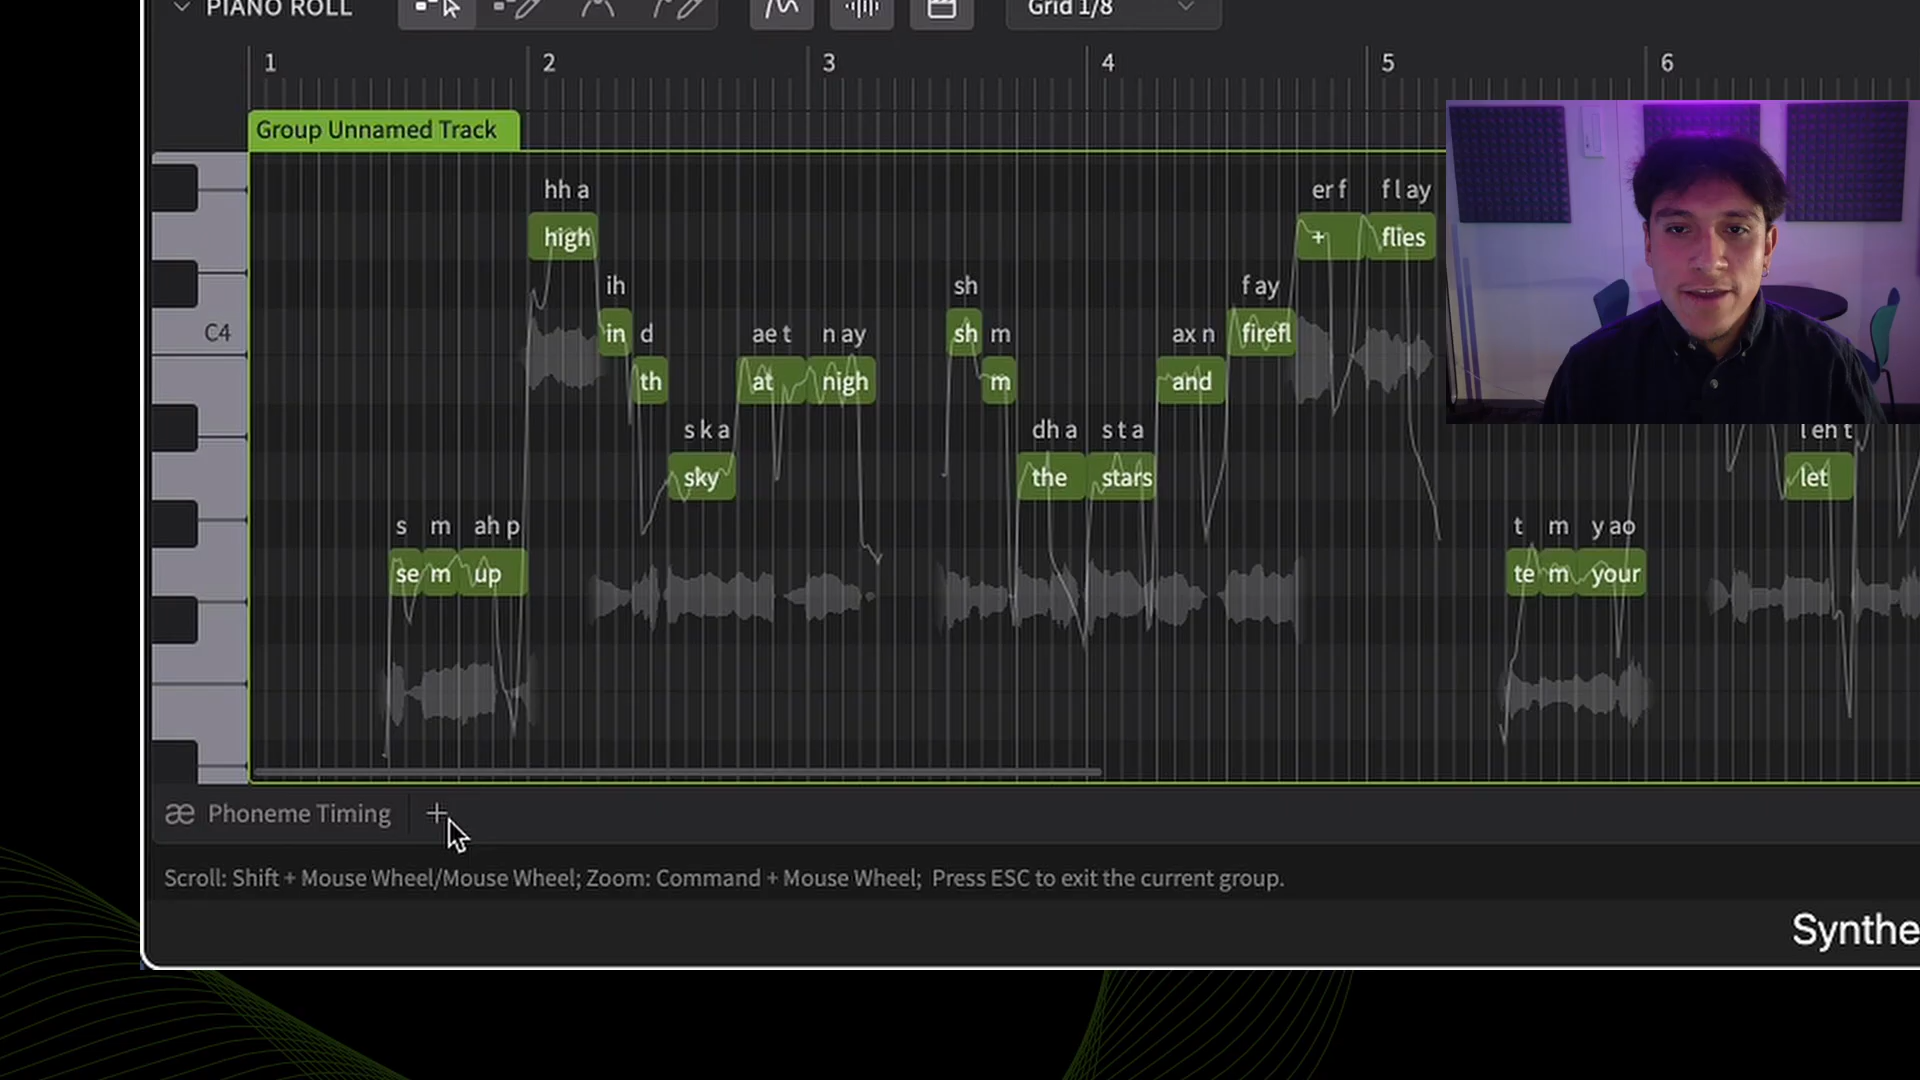 PIANO ROLL
Grid 1/8
1 2 3 4 5 6
Group Unnamed Track
hh a er f f l ay
high + flies
ih sh f ay
C4 in d ae t n ay sh m ax n firefl
th at nigh m and
s k a dh a s t a l eh t
sky the stars let
s m ah p t m y ao
se m up te m your
æ Phoneme Timing +
Scroll: Shift + Mouse Wheel/Mouse Wheel; Zoom: Command + Mouse Wheel; Press ESC to exit the current group.
Synthe